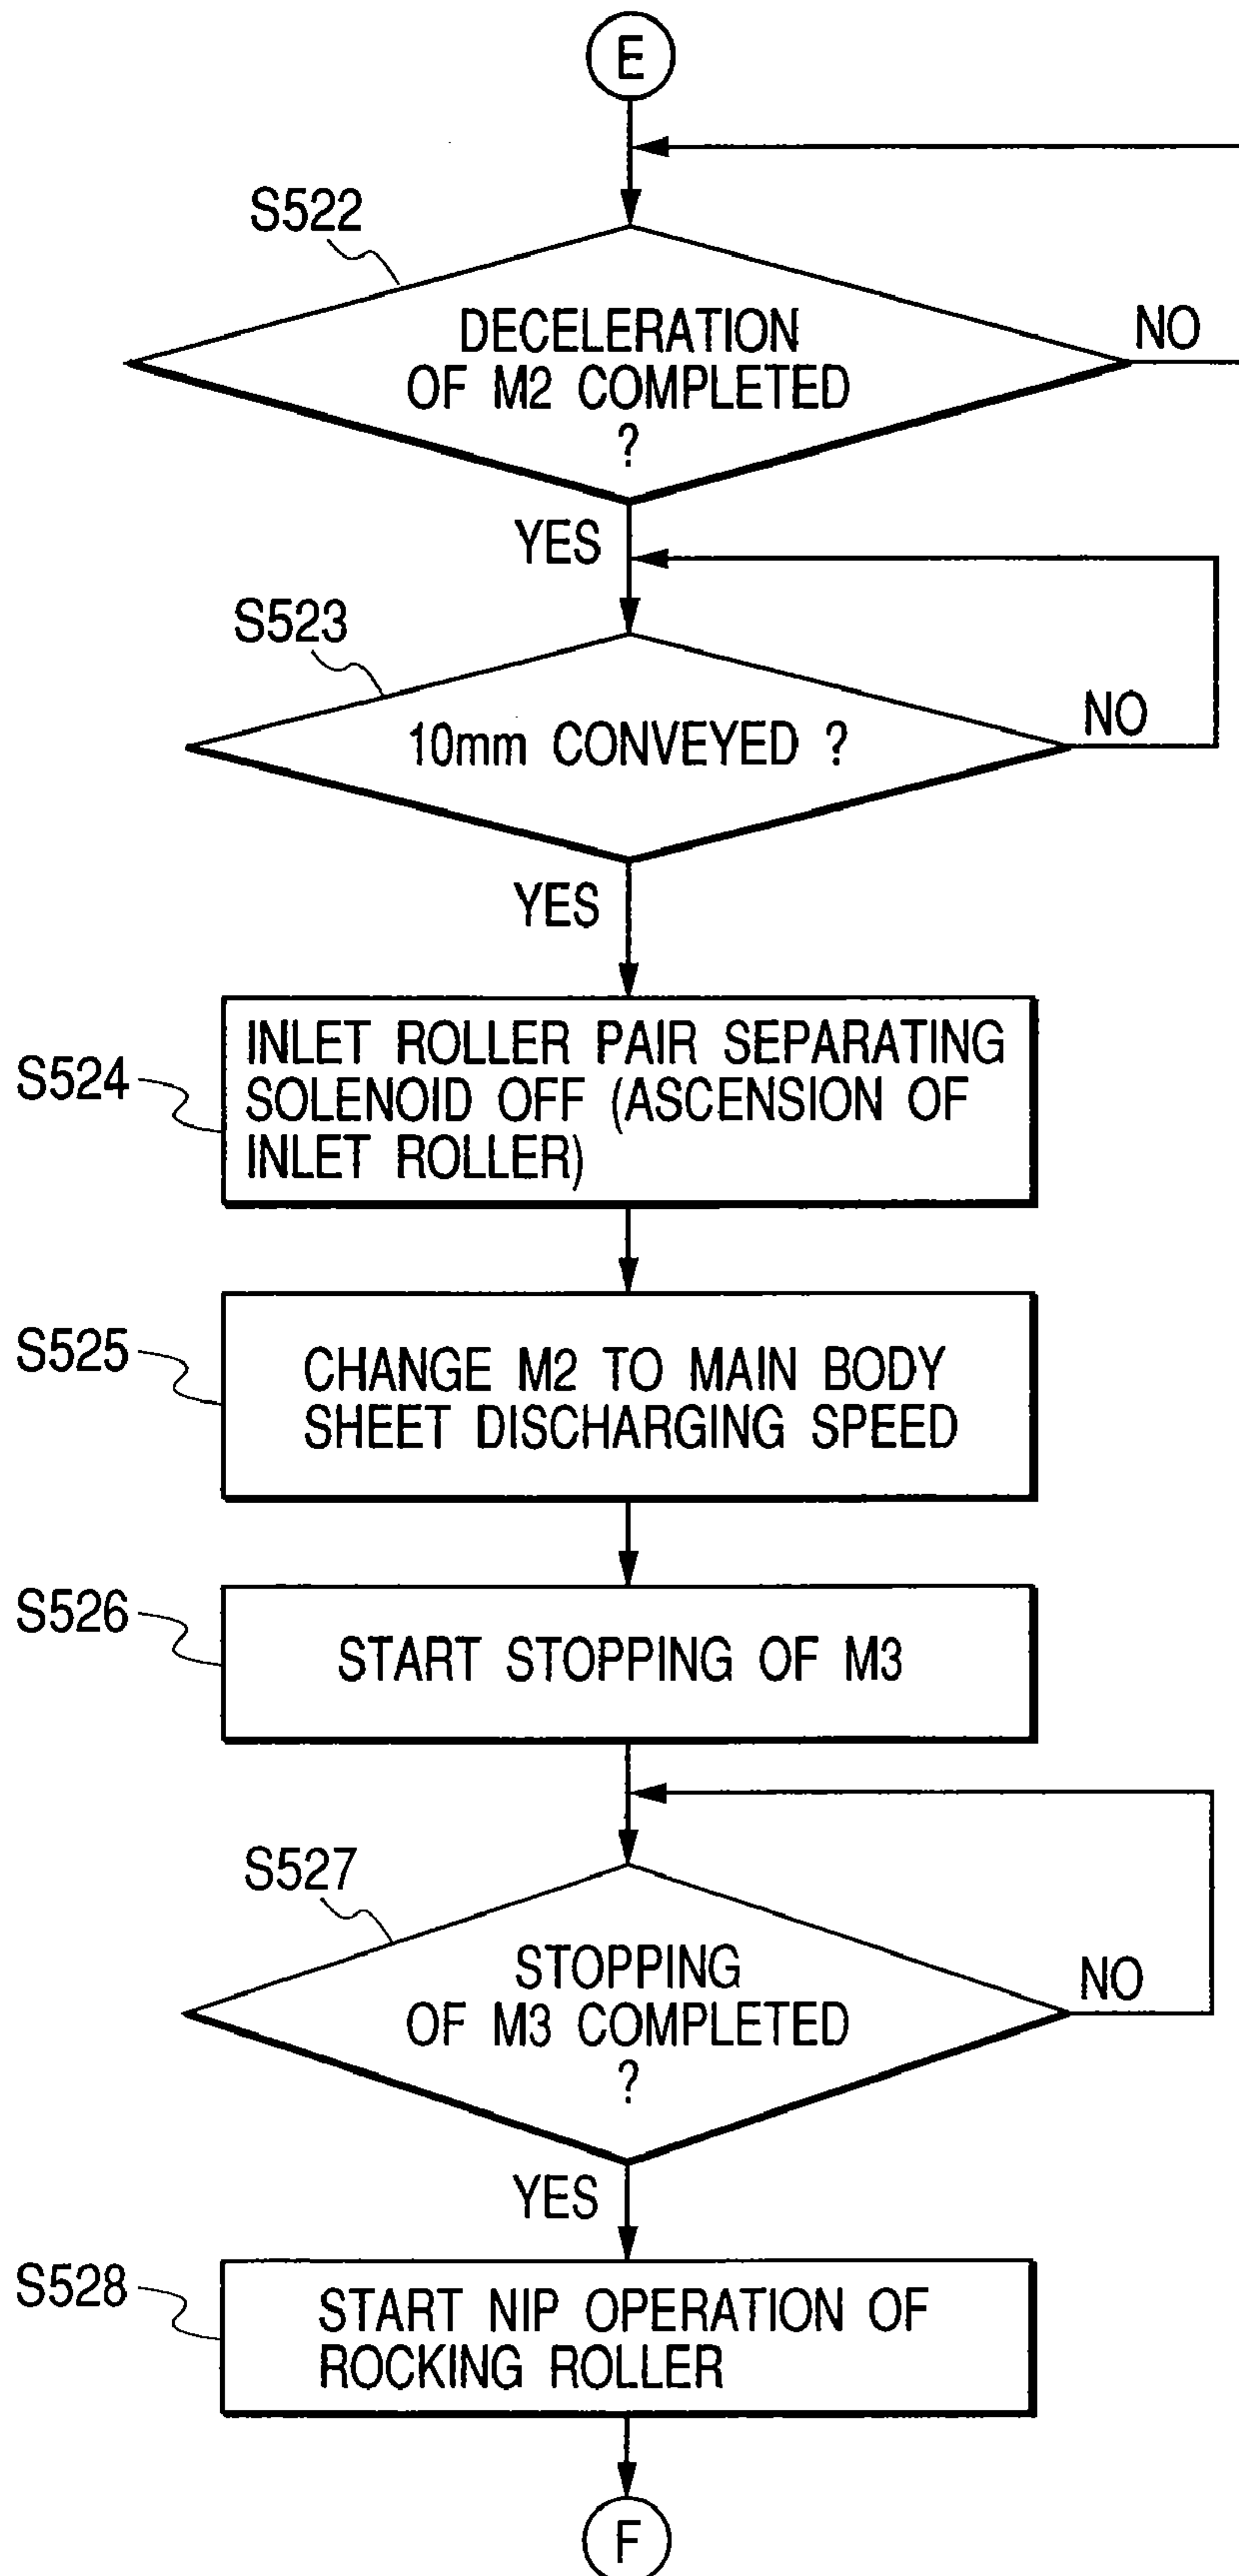 E
S522
DECELERATION
OF M2 COMPLETED
?
NO
YES
S523
10mm CONVEYED ?
NO
YES
S524
INLET ROLLER PAIR SEPARATING
SOLENOID OFF (ASCENSION OF
INLET ROLLER)
S525
CHANGE M2 TO MAIN BODY
SHEET DISCHARGING SPEED
S526
START STOPPING OF M3
S527
STOPPING
OF M3 COMPLETED
?
NO
YES
S528
START NIP OPERATION OF
ROCKING ROLLER
F